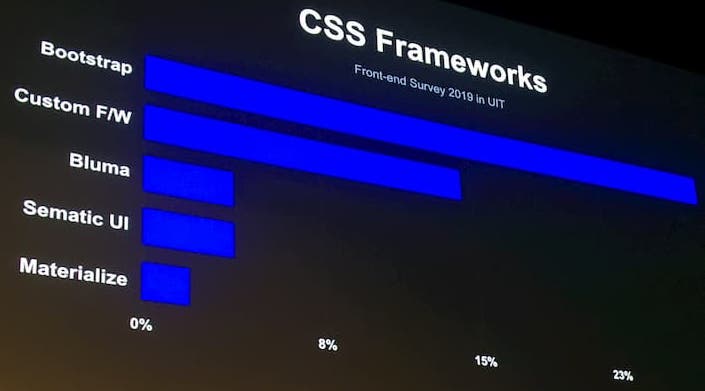 CSS Frameworks
Front-end Survey 2019 in UIT
Bootstrap
Custom F/W
Bluma
Sematic UI
Materialize
0%
8%
15%
23%